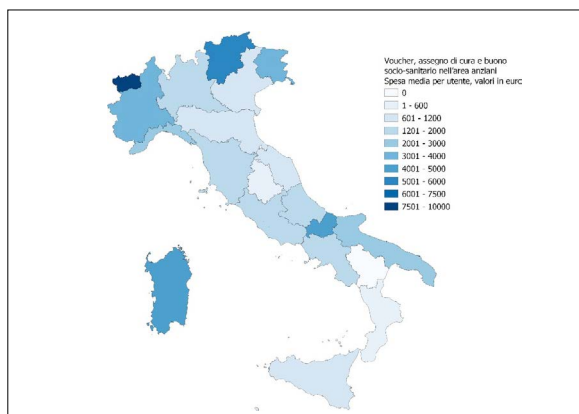 Voucher, assegno di cura e buono
socio-sanitario nell'area anziani
Spesa media per utente, valori in euro
0
1 - 600
601 - 1200
1201 - 2000
2001 - 3000
3001 - 4000
4001 - 5000
5001 - 6000
6001 - 7500
7501 - 10000